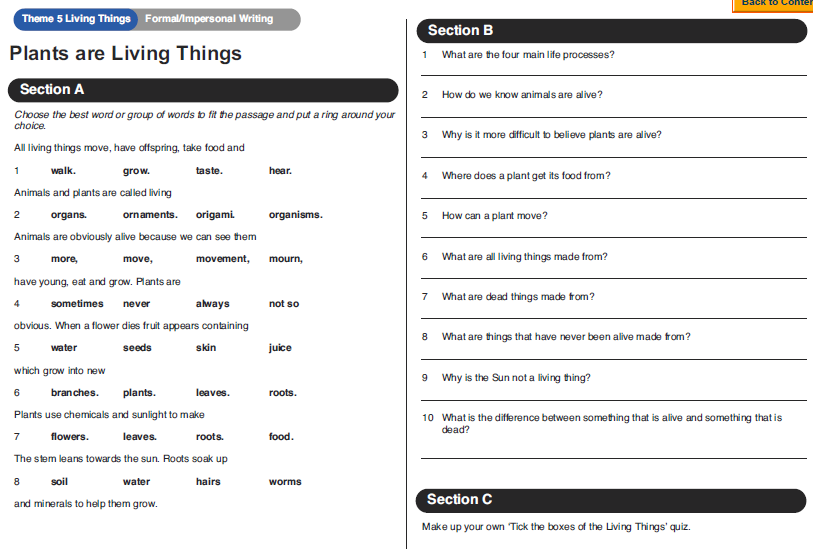 Back to Conter
Theme 5 Living Things Formal/Impersonal Writing
Plants are Living Things
Section A
Choose the best word or group of words to fit the passage and put a ring around your
choice.
All living things move, have offspring, take food and
1 walk. grow. taste. hear.
Animals and plants are called living
2 organs. ornaments. origami. organisms.
Animals are obviously alive because we can see them
3 more, move, movement, mourn,
have young, eat and grow. Plants are
4 sometimes never always not so
obvious. When a flower dies fruit appears containing
5 water seeds skin juice
which grow into new
6 branches. plants. leaves. roots.
Plants use chemicals and sunlight to make
7 flowers. leaves. roots. food.
The stem leans towards the sun. Roots soak up
8 soil water hairs worms
and minerals to help them grow.
Section B
1 What are the four main life processes?
2 How do we know animals are alive?
3 Why is it more difficult to believe plants are alive?
4 Where does a plant get its food from?
5 How can a plant move?
6 What are all living things made from?
7 What are dead things made from?
8 What are things that have never been alive made from?
9 Why is the Sun not a living thing?
10 What is the difference between something that is alive and something that is
dead?
Section C
Make up your own 'Tick the boxes of the Living Things' quiz.